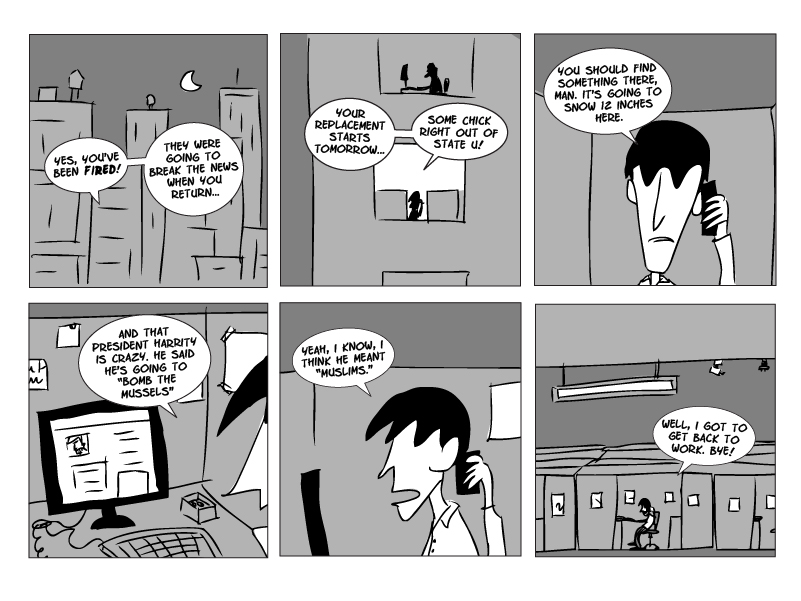 YES, YOU'VE
BEEN FIRED!
THEY WERE
GOING TO
BREAK THE NEWS
WHEN YOU
RETURN...
YOUR
REPLACEMENT
STARTS
TOMORROW...
SOME CHICK
RIGHT OUT OF
STATE U!
YOU SHOULD FIND
SOMETHING THERE,
MAN. IT'S GOING TO
SNOW 12 INCHES
HERE.
AND THAT
PRESIDENT HARRITY
IS CRAZY. HE SAID
HE'S GOING TO
"BOMB THE
MUSSELS"
YEAH, I KNOW, I
THINK HE MEANT
"MUSLIMS."
WELL, I GOT TO
GET BACK TO
WORK. BYE!